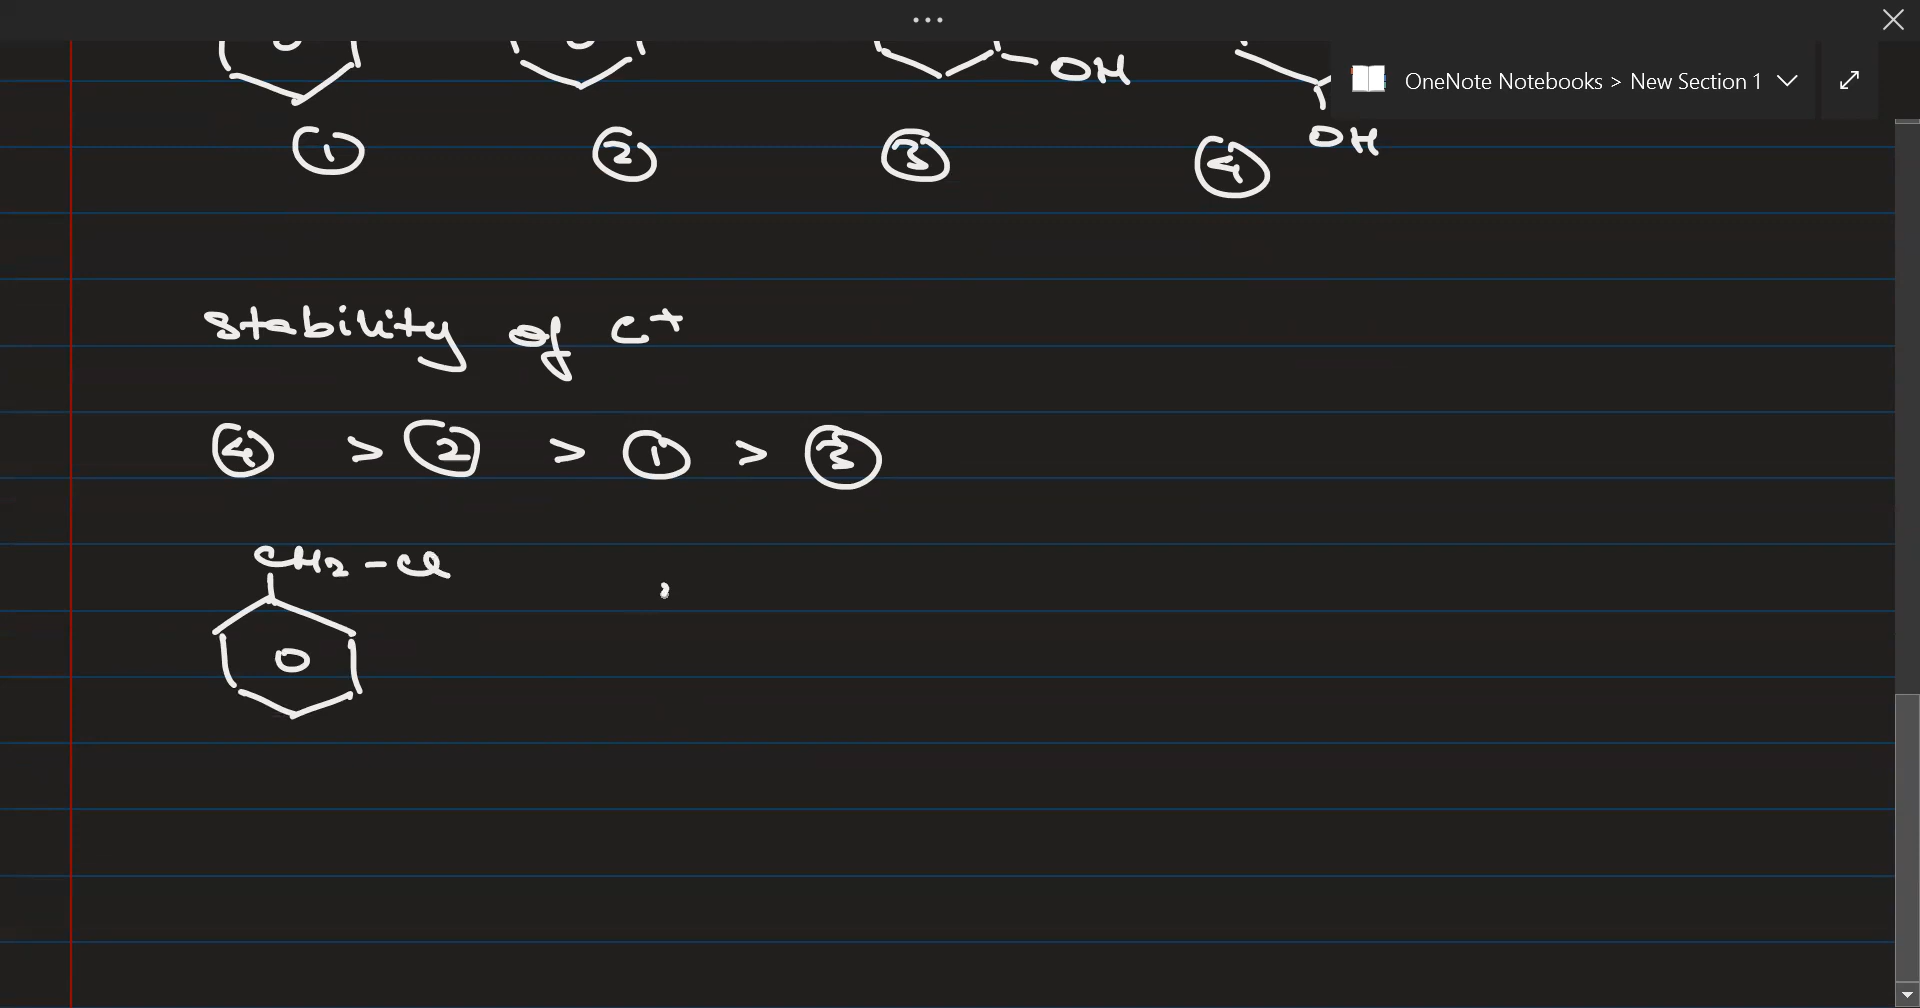 OH
OneNote Notebooks > New Section 1
OH
① ② ③ ④
Stability of C+
④ > ② > ① > ③
CH2-Cl
,